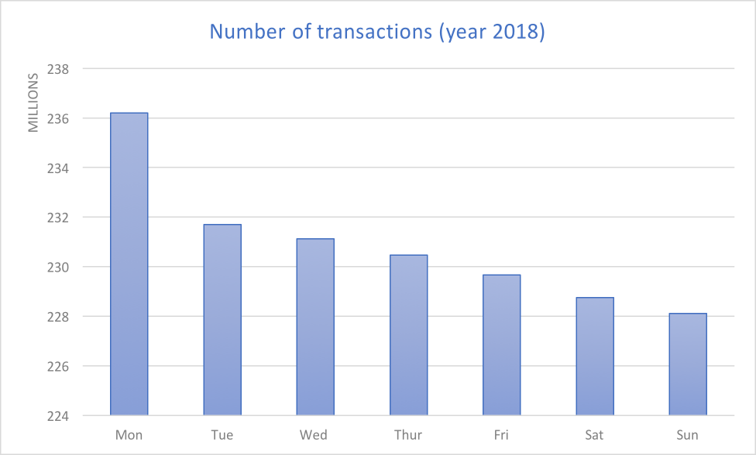 Number of transactions (year 2018)
MILLIONS
238
236
234
232
230
228
226
224
Mon Tue Wed Thur Fri Sat Sun